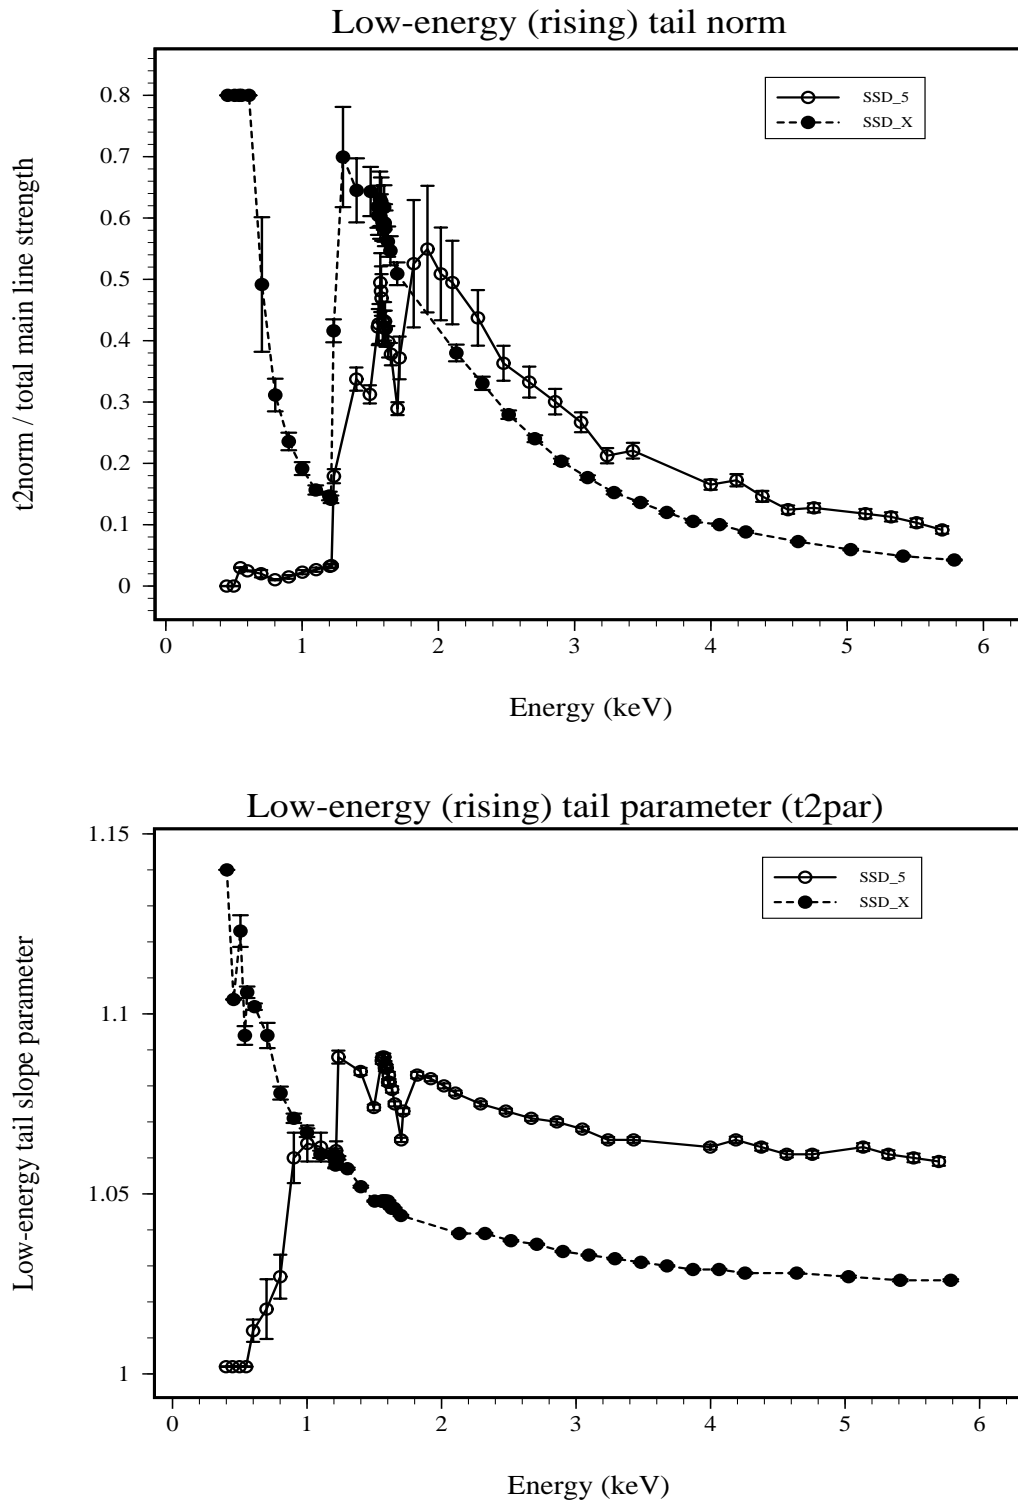 Low-energy (rising) tail norm
t2norm / total main line strength
0.8
0.7
0.6
0.5
0.4
0.3
0.2
0.1
0
SSD_5
SSD_X
0 1 2 3 4 5 6
Energy (keV)
Low-energy (rising) tail parameter (t2par)
Low-energy tail slope parameter
1.15
1.1
1.05
1
SSD_5
SSD_X
0 1 2 3 4 5 6
Energy (keV)